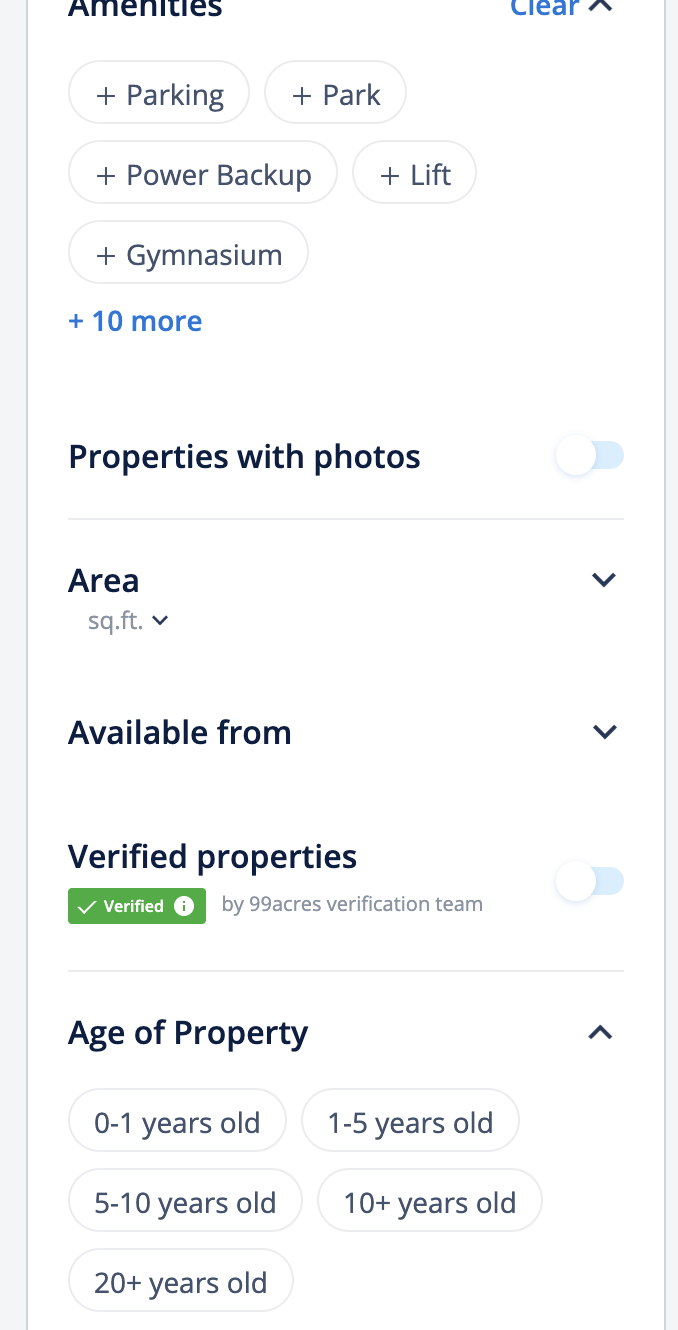 Amenities Clear
+ Parking + Park
+ Power Backup + Lift
+ Gymnasium
+ 10 more
Properties with photos
Area
sq.ft.
Available from
Verified properties
Verified by 99acres verification team
Age of Property
0-1 years old 1-5 years old
5-10 years old 10+ years old
20+ years old